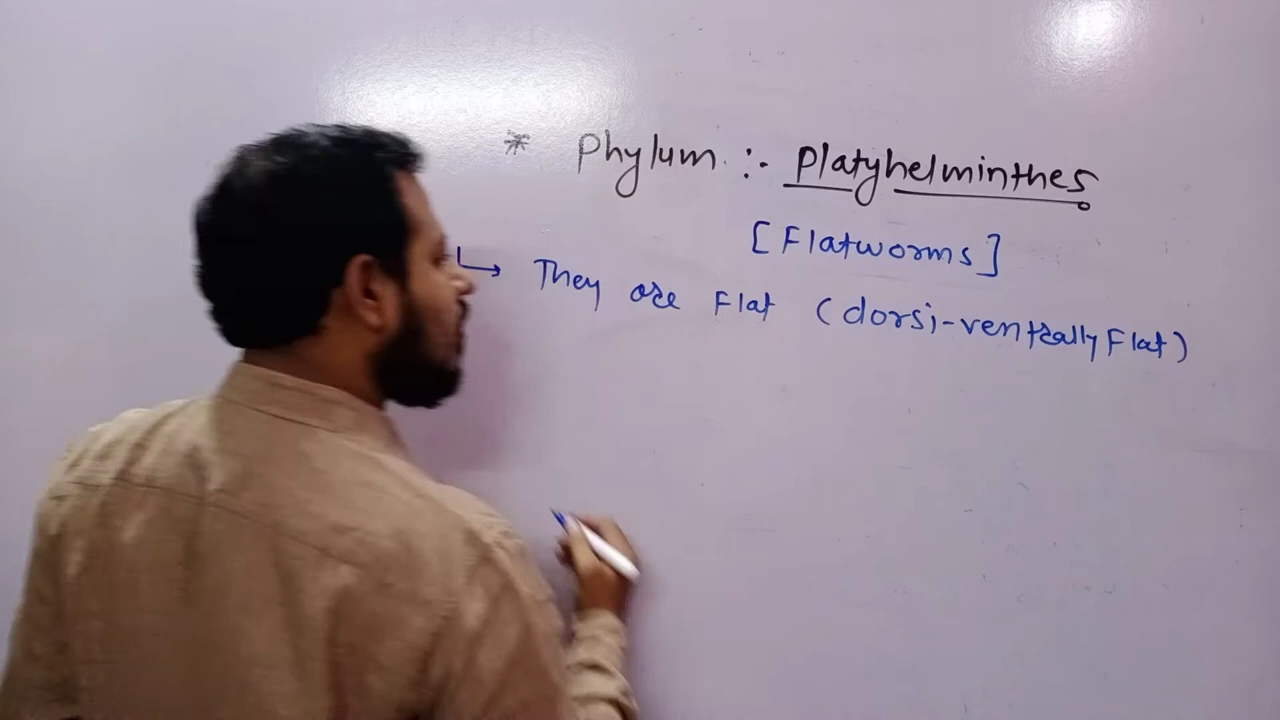 * Phylum :- Platyhelminthes
[Flatworms]
↳ They are Flat (dorsi-ventrally Flat)